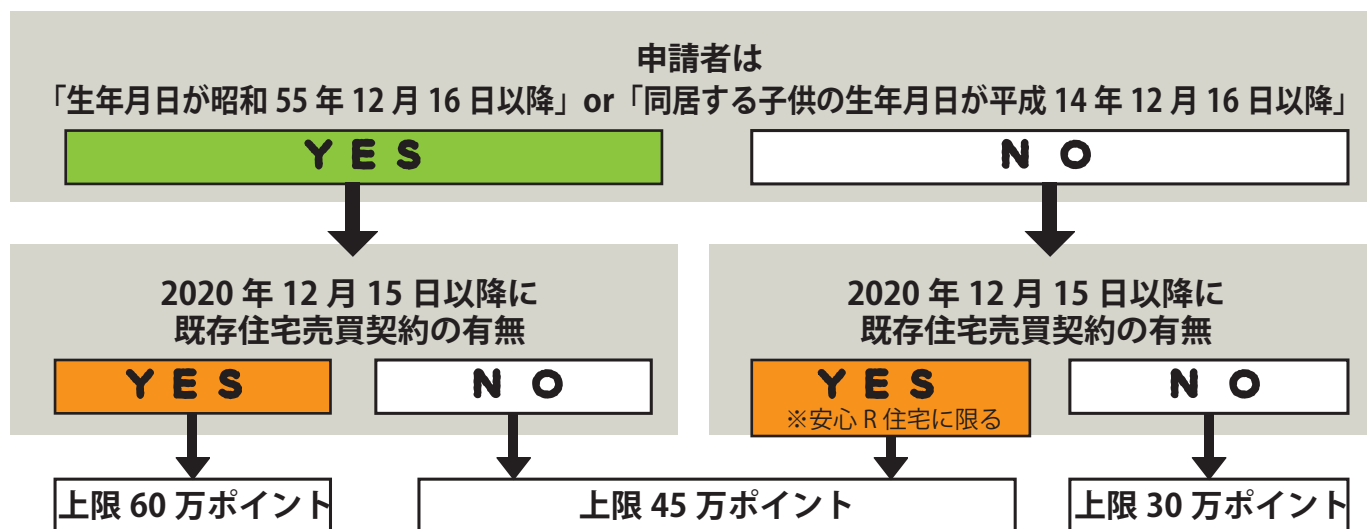 申請者は
「生年月日が昭和 55 年 12 月 16 日以降」or「同居する子供の生年月日が平成 14 年 12 月 16 日以降」
YES
NO
2020 年 12 月 15 日以降に
既存住宅売買契約の有無
YES
NO
2020 年 12 月 15 日以降に
既存住宅売買契約の有無
YES
※安心 R 住宅に限る
NO
上限 60 万ポイント
上限 45 万ポイント
上限 30 万ポイント